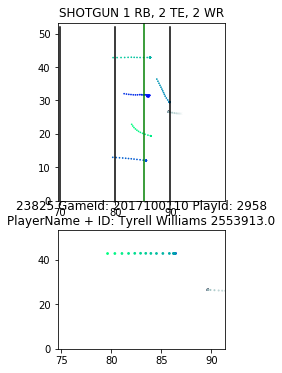 SHOTGUN 1 RB, 2 TE, 2 WR
50
40
30
20
10
0
70 80 90
23825 GameId: 2017100110 PlayId: 2958
PlayerName + ID: Tyrell Williams 2553913.0
40
20
0
75 80 85 90